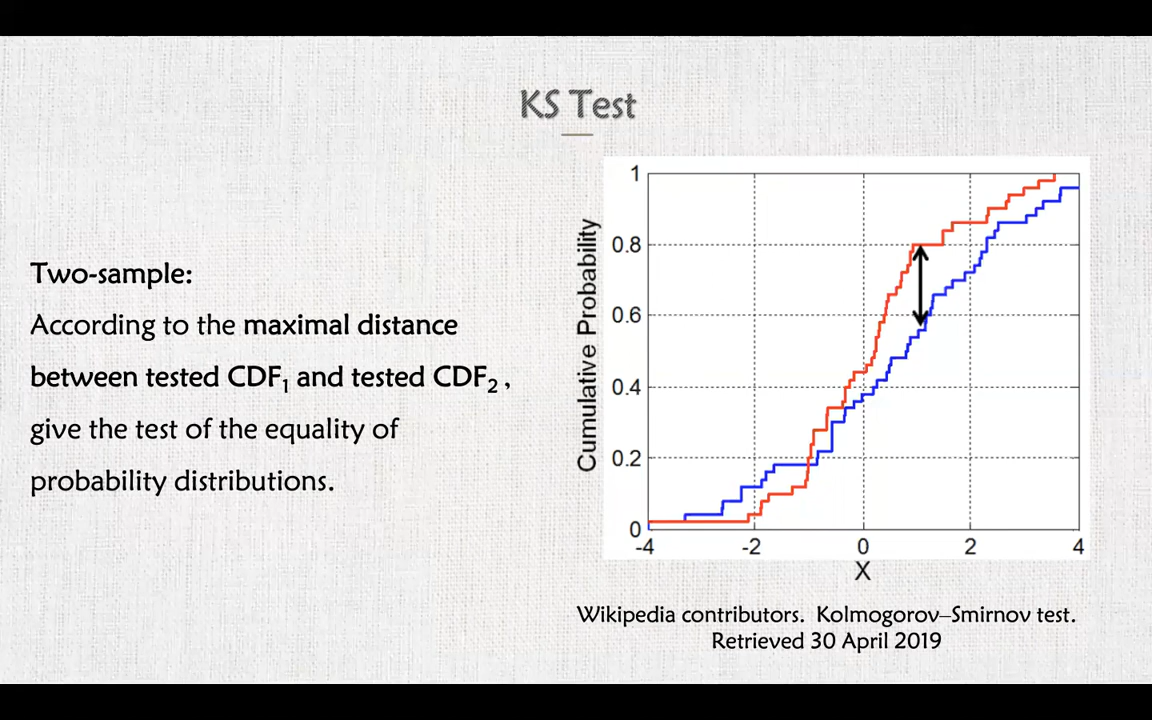 KS Test
Two-sample:
According to the maximal distance
between tested CDF₁ and tested CDF₂ ,
give the test of the equality of
probability distributions.
1
0.8
0.6
0.4
0.2
0
-4
-2
0
2
4
Cumulative Probability
X
Wikipedia contributors. Kolmogorov–Smirnov test.
Retrieved 30 April 2019